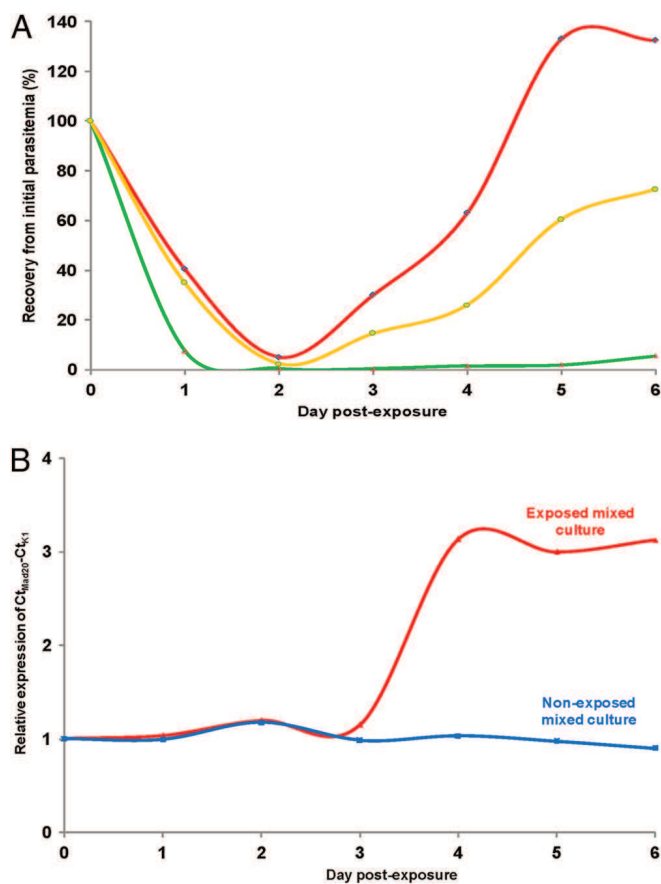 A
140
120
100
80
60
40
20
0
Recovery from initial parasitemia (%)
0 1 2 3 4 5 6
Day post-exposure
B
4
3
2
1
0
Relative expression of CtMad20-CtK1
Exposed mixed
culture
Non-exposed
mixed culture
0 1 2 3 4 5 6
Day post-exposure